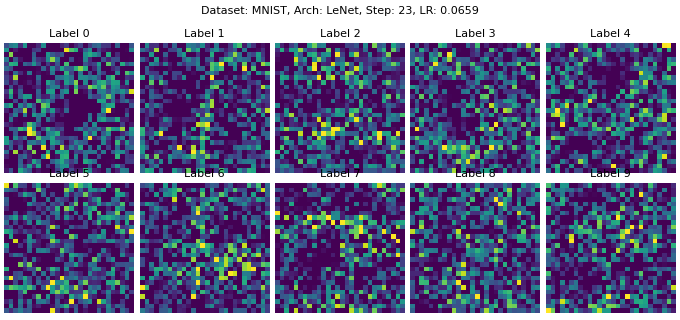 Dataset: MNIST, Arch: LeNet, Step: 23, LR: 0.0659
Label 0 Label 1 Label 2 Label 3 Label 4
Label 5 Label 6 Label 7 Label 8 Label 9